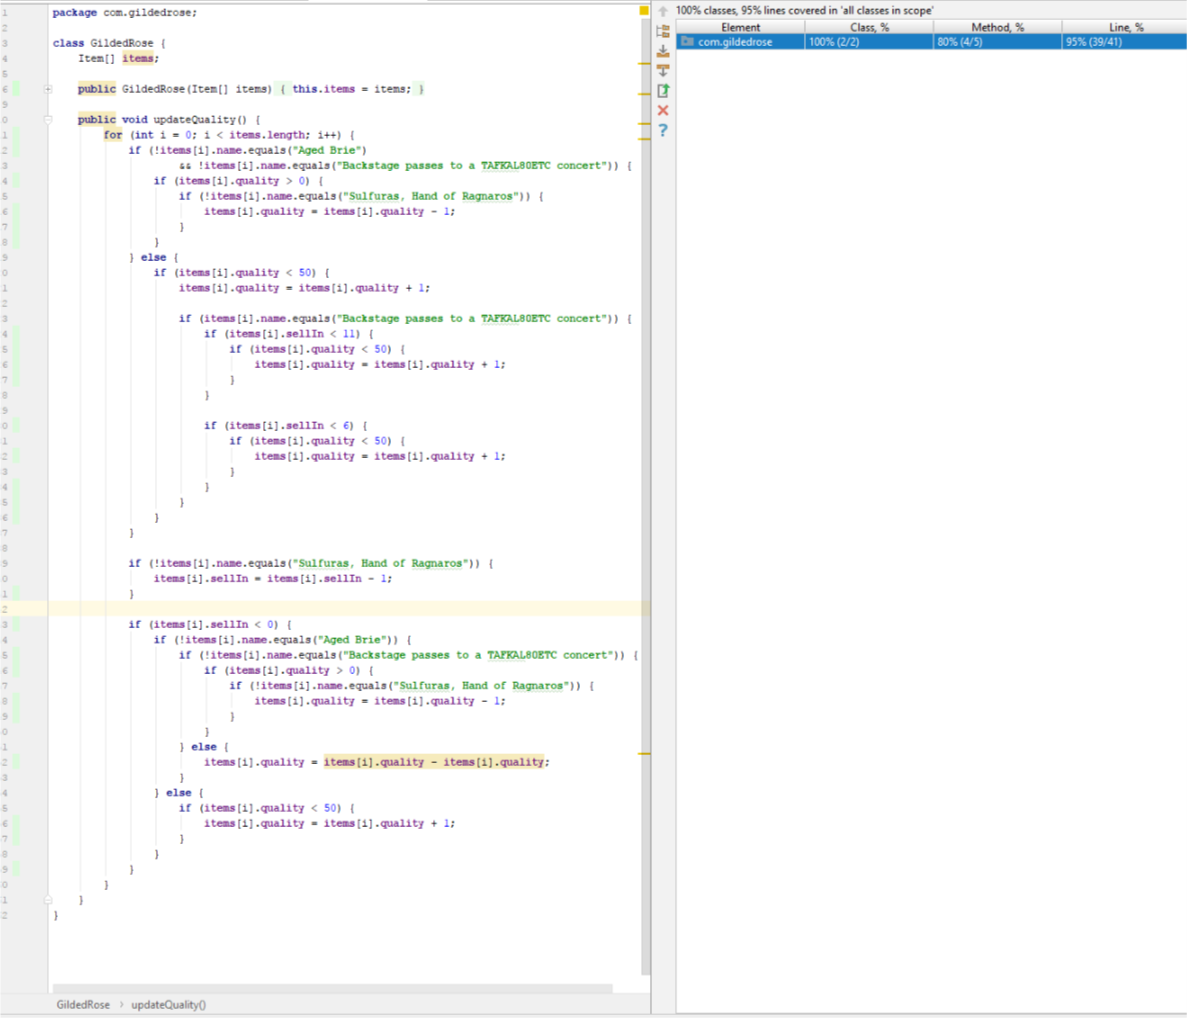 package com.gildedrose;
class GildedRose {
    Item[] items;
    public GildedRose(Item[] items) { this.items = items; }
    public void updateQuality() {
        for (int i = 0; i < items.length; i++) {
            if (!items[i].name.equals("Aged Brie")
                    && !items[i].name.equals("Backstage passes to a TAFKAL80ETC concert")) {
                if (items[i].quality > 0) {
                    if (!items[i].name.equals("Sulfuras, Hand of Ragnaros")) {
                        items[i].quality = items[i].quality - 1;
                    }
                }
            } else {
                if (items[i].quality < 50) {
                    items[i].quality = items[i].quality + 1;
                    if (items[i].name.equals("Backstage passes to a TAFKAL80ETC concert")) {
                        if (items[i].sellIn < 11) {
                            if (items[i].quality < 50) {
                                items[i].quality = items[i].quality + 1;
                            }
                        }
                        if (items[i].sellIn < 6) {
                            if (items[i].quality < 50) {
                                items[i].quality = items[i].quality + 1;
                            }
                        }
                    }
                }
            }
            if (!items[i].name.equals("Sulfuras, Hand of Ragnaros")) {
                items[i].sellIn = items[i].sellIn - 1;
            }
            if (items[i].sellIn < 0) {
                if (!items[i].name.equals("Aged Brie")) {
                    if (!items[i].name.equals("Backstage passes to a TAFKAL80ETC concert")) {
                        if (items[i].quality > 0) {
                            if (!items[i].name.equals("Sulfuras, Hand of Ragnaros")) {
                                items[i].quality = items[i].quality - 1;
                            }
                        }
                    } else {
                        items[i].quality = items[i].quality - items[i].quality;
                    }
                } else {
                    if (items[i].quality < 50) {
                        items[i].quality = items[i].quality + 1;
                    }
                }
            }
        }
    }
}
GildedRose > updateQuality()
100% classes, 95% lines covered in 'all classes in scope'
Element Class, % Method, % Line, %
com.gildedrose 100% (2/2) 80% (4/5) 95% (39/41)